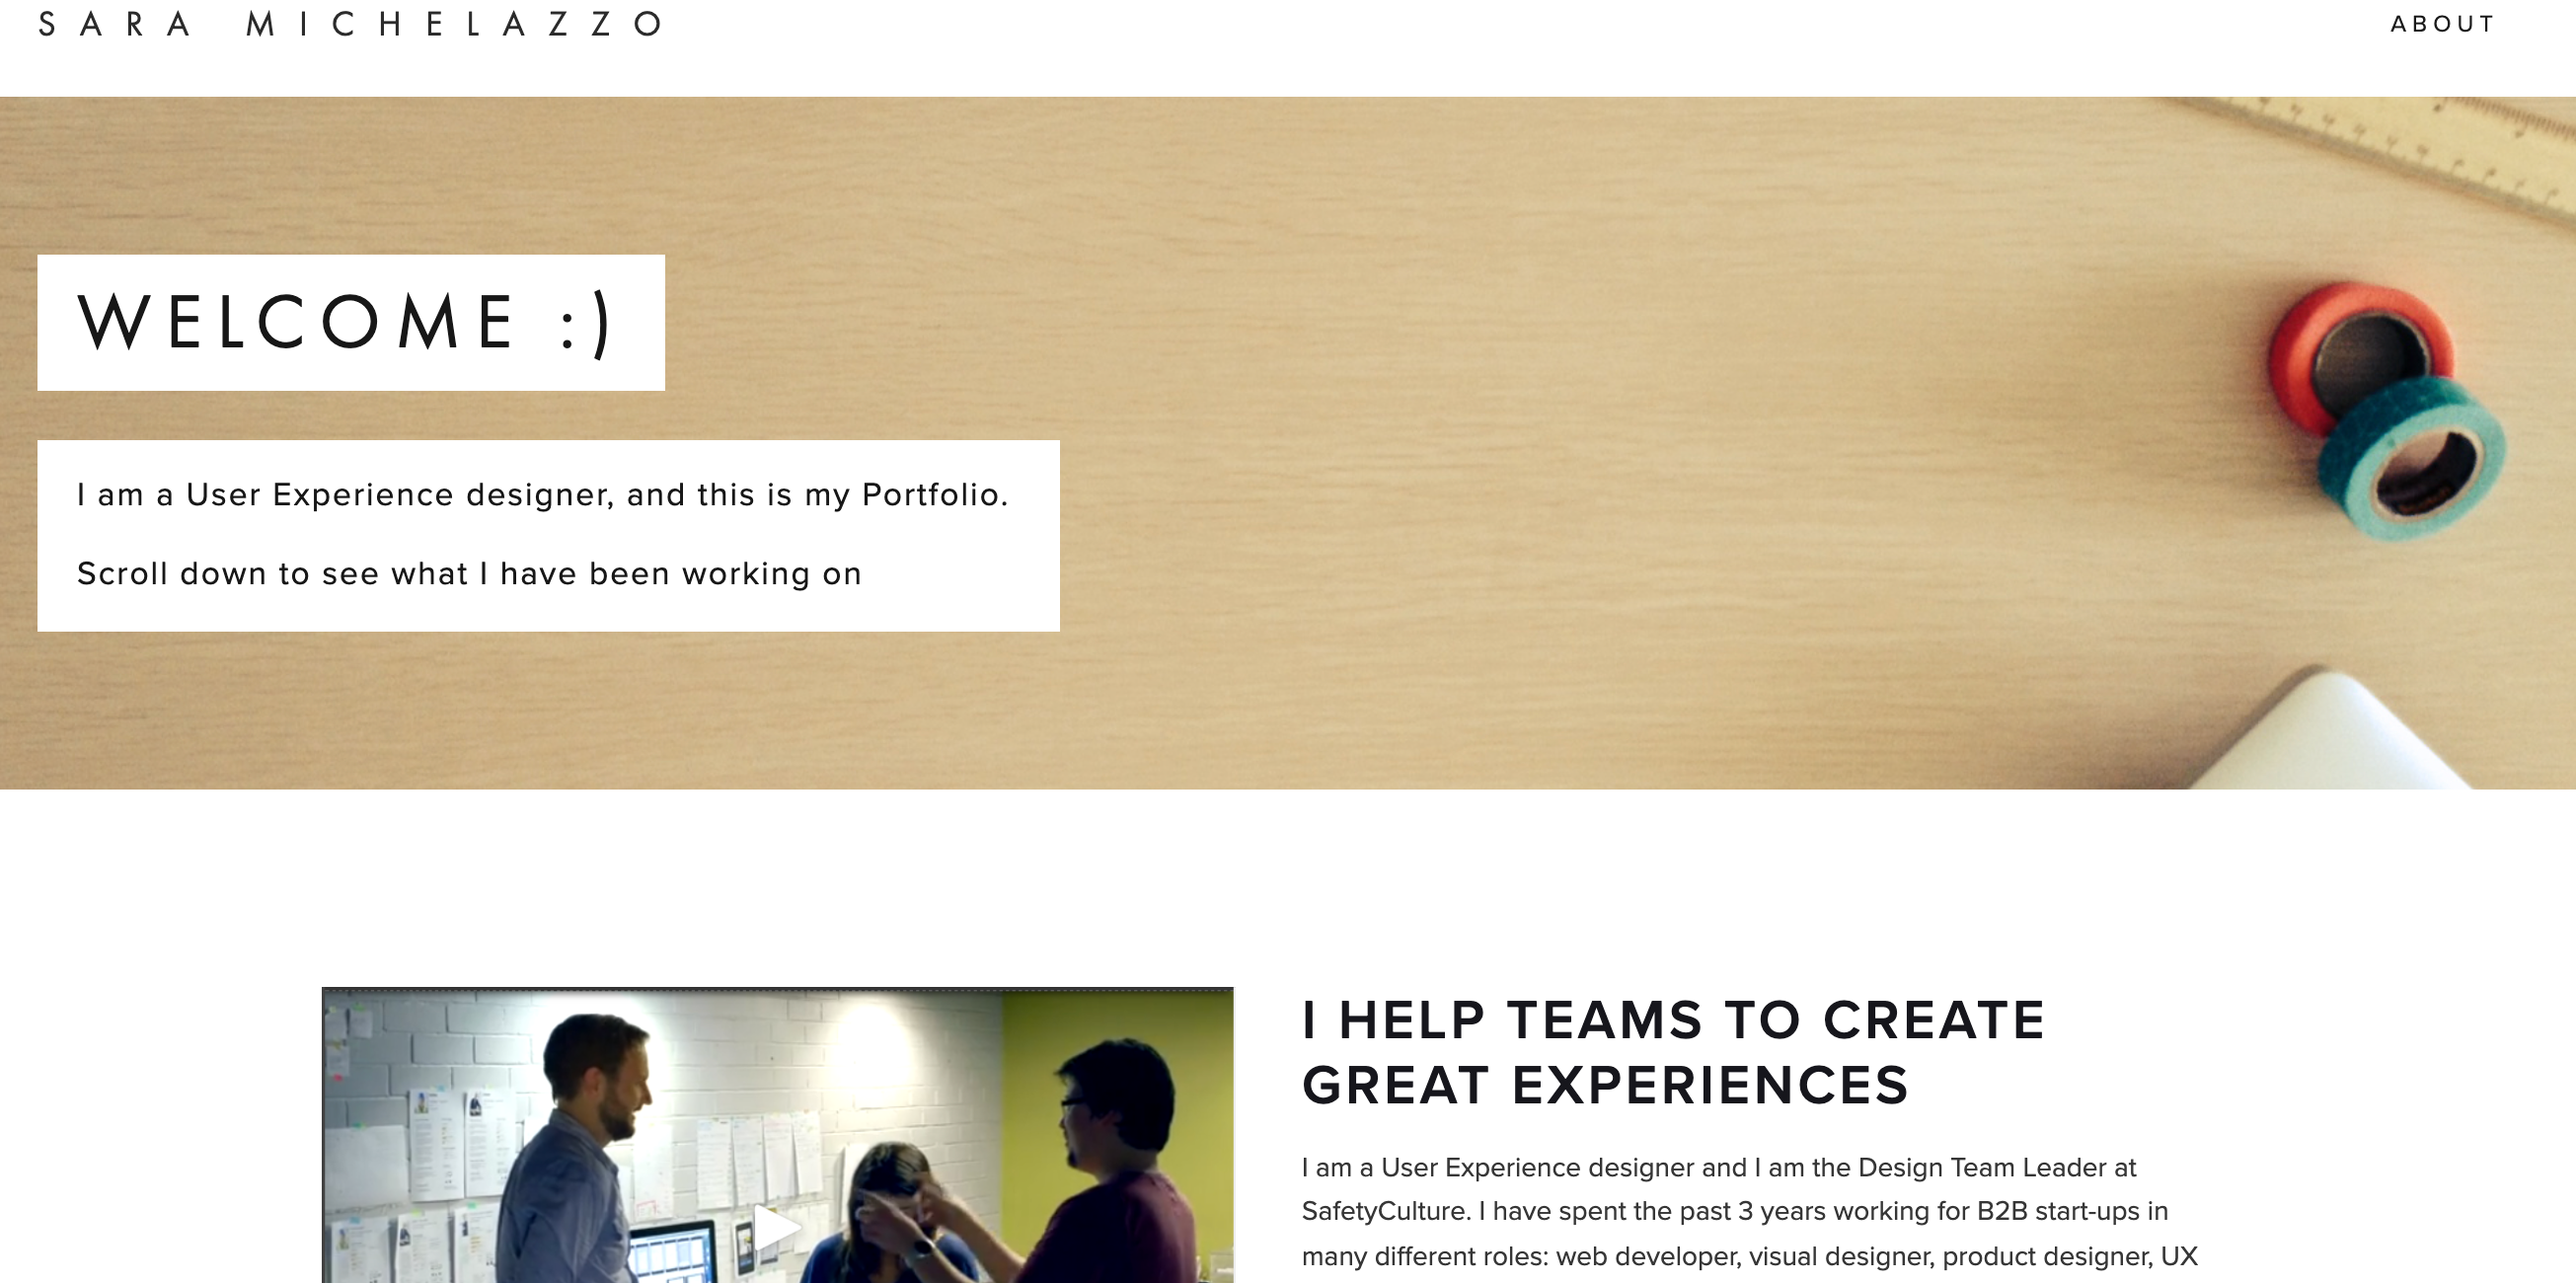 SARA MICHELAZZO
ABOUT
WELCOME :)
I am a User Experience designer, and this is my Portfolio.
Scroll down to see what I have been working on
I HELP TEAMS TO CREATE
GREAT EXPERIENCES
I am a User Experience designer and I am the Design Team Leader at
SafetyCulture. I have spent the past 3 years working for B2B start-ups in
many different roles: web developer, visual designer, product designer, UX